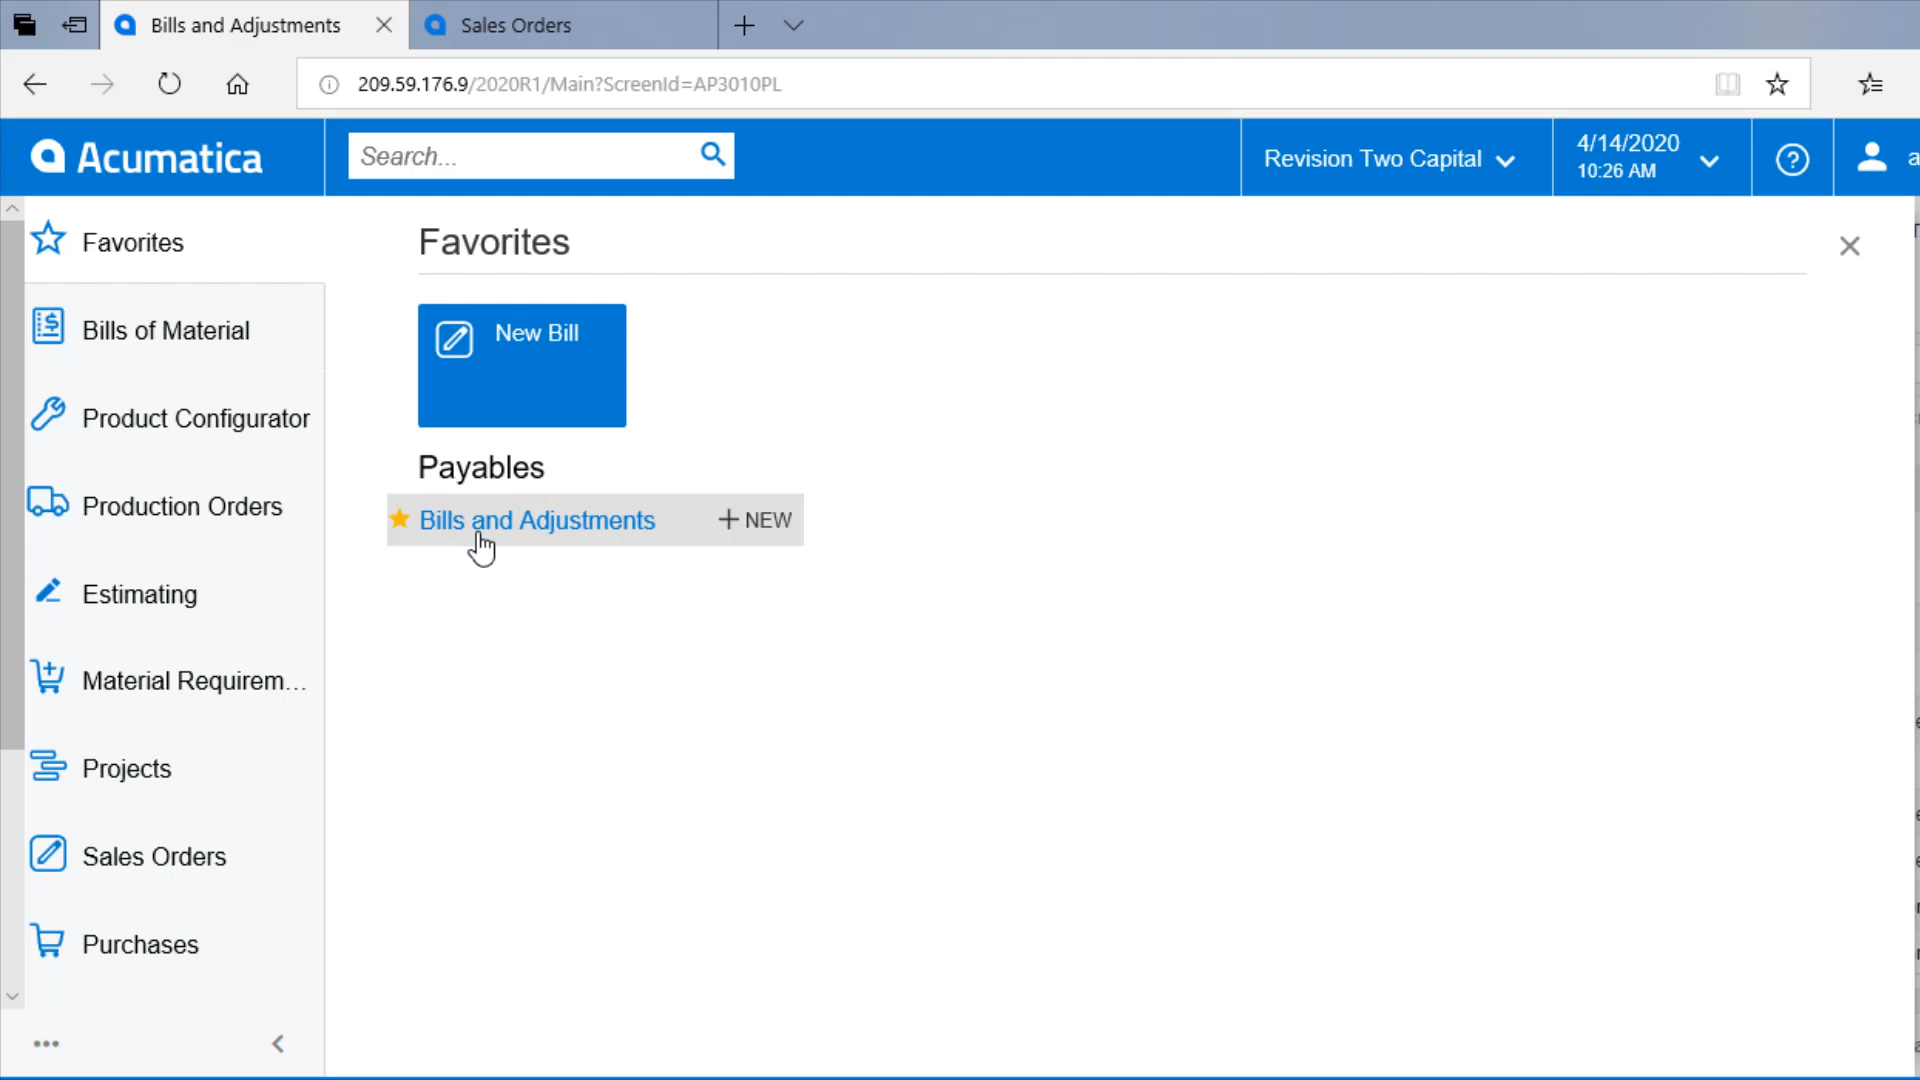 Bills and Adjustments
Sales Orders
209.59.176.9/2020R1/Main?ScreenId=AP3010PL
Acumatica
Search...
Revision Two Capital
4/14/2020
10:26 AM
Favorites
Bills of Material
Product Configurator
Production Orders
Estimating
Material Requirem...
Projects
Sales Orders
Purchases
Favorites
New Bill
Payables
Bills and Adjustments
NEW